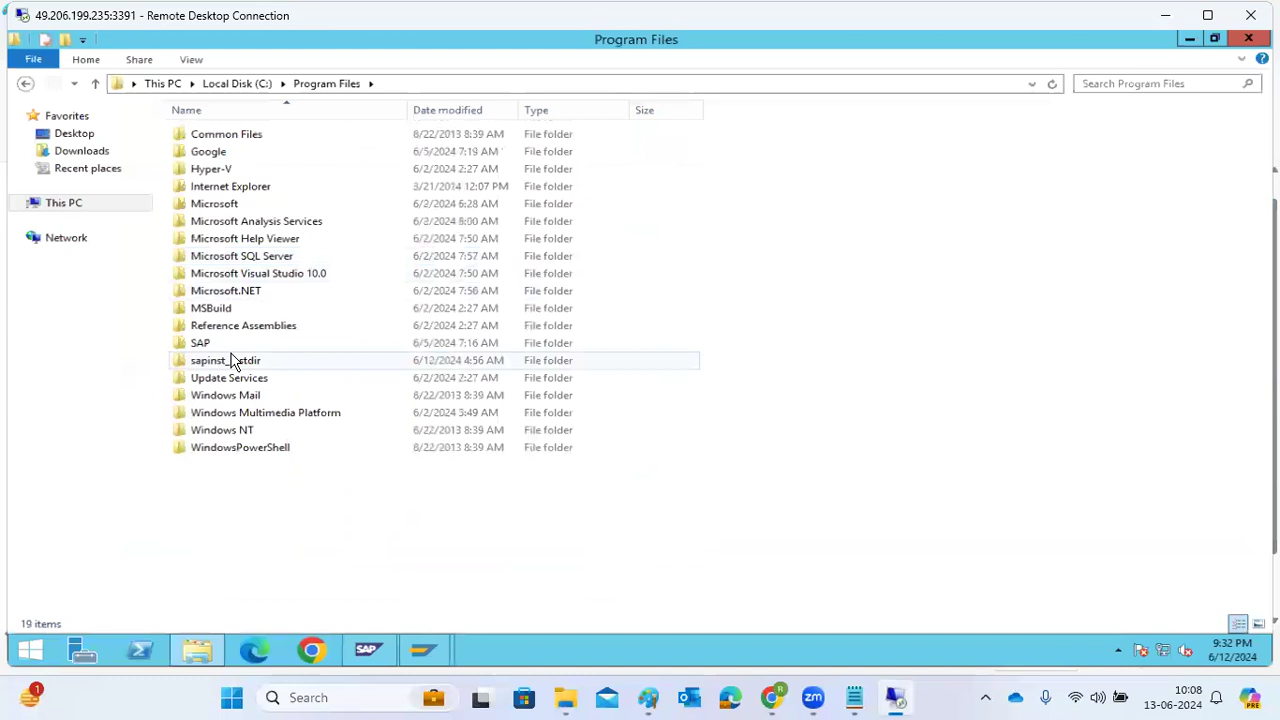 49.206.199.235:3391 - Remote Desktop Connection
Program Files
File Home Share View
This PC Local Disk (C:) Program Files
Search Program Files
Name Date modified Type Size
Favorites
Desktop
Downloads
Recent places
This PC
Network
Common Files 8/22/2013 8:39 AM File folder
Google 6/5/2024 7:19 AM File folder
Hyper-V 6/2/2024 2:27 AM File folder
Internet Explorer 3/21/2014 12:07 PM File folder
Microsoft 6/2/2024 6:28 AM File folder
Microsoft Analysis Services 6/2/2024 8:00 AM File folder
Microsoft Help Viewer 6/2/2024 7:50 AM File folder
Microsoft SQL Server 6/2/2024 7:57 AM File folder
Microsoft Visual Studio 10.0 6/2/2024 7:50 AM File folder
Microsoft.NET 6/2/2024 7:56 AM File folder
MSBuild 6/2/2024 2:27 AM File folder
Reference Assemblies 6/2/2024 2:27 AM File folder
SAP 6/5/2024 7:16 AM File folder
6/12/2024 4:56 AM File folder
Update Services 6/2/2024 2:27 AM File folder
Windows Mail 8/22/2013 8:39 AM File folder
Windows Multimedia Platform 6/2/2024 3:49 AM File folder
Windows NT 8/22/2013 8:39 AM File folder
WindowsPowerShell 8/22/2013 8:39 AM File folder
19 items
SAP
9:32 PM
6/12/2024
1
Search
R
zm
10:08
13-06-2024
PRE